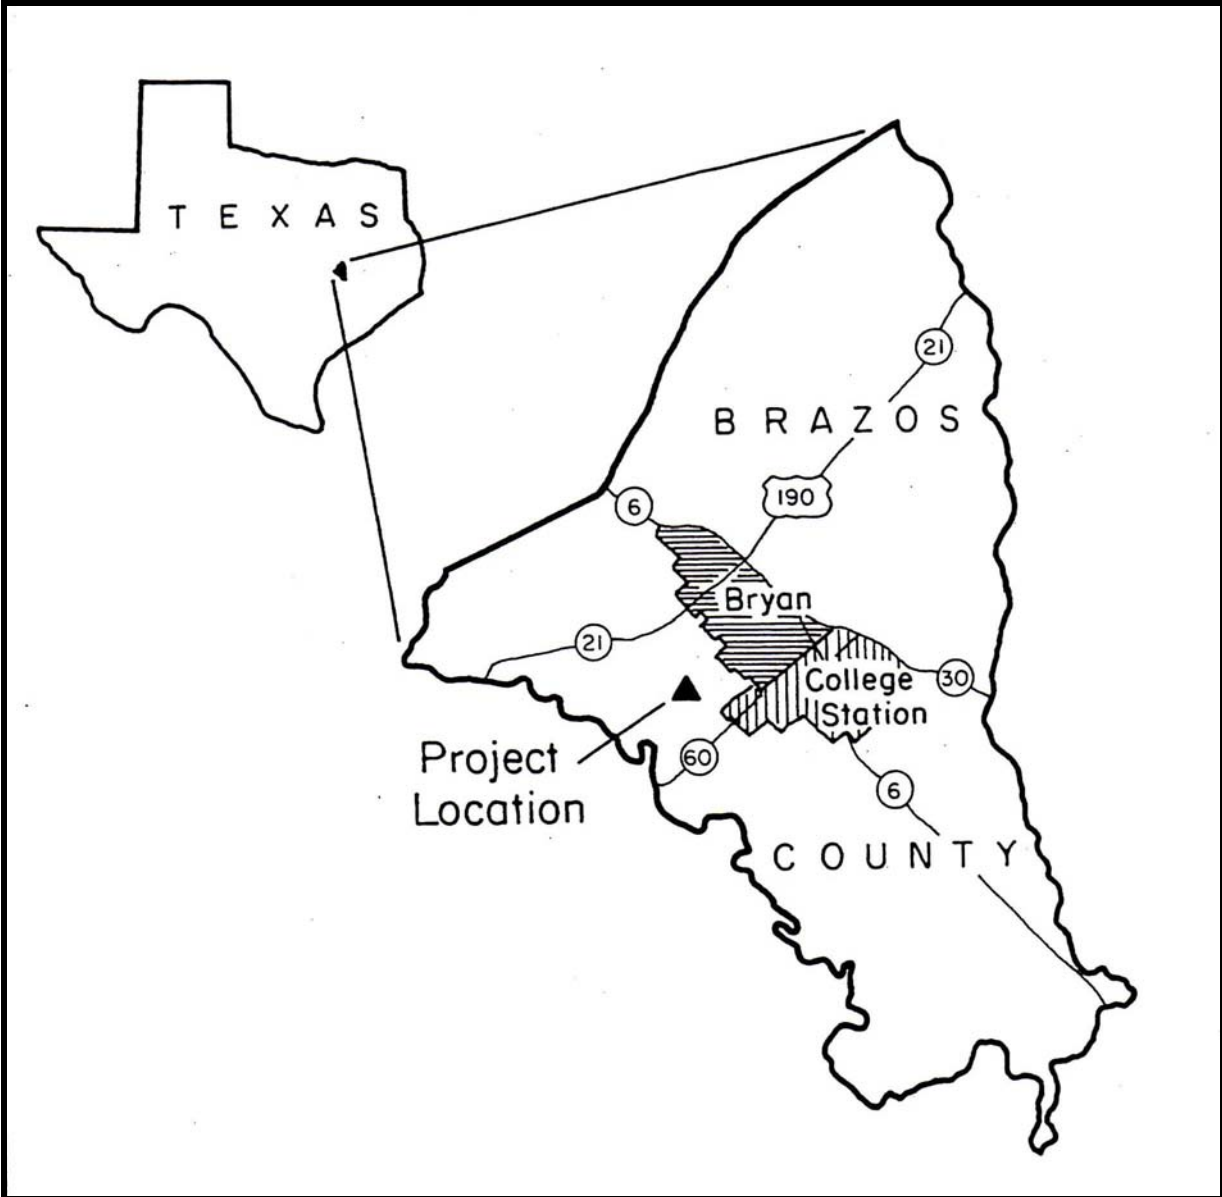 TEXAS
21
BRAZOS
190
6
Bryan
21
College
Station
30
Project
Location
60
6
COUNTY